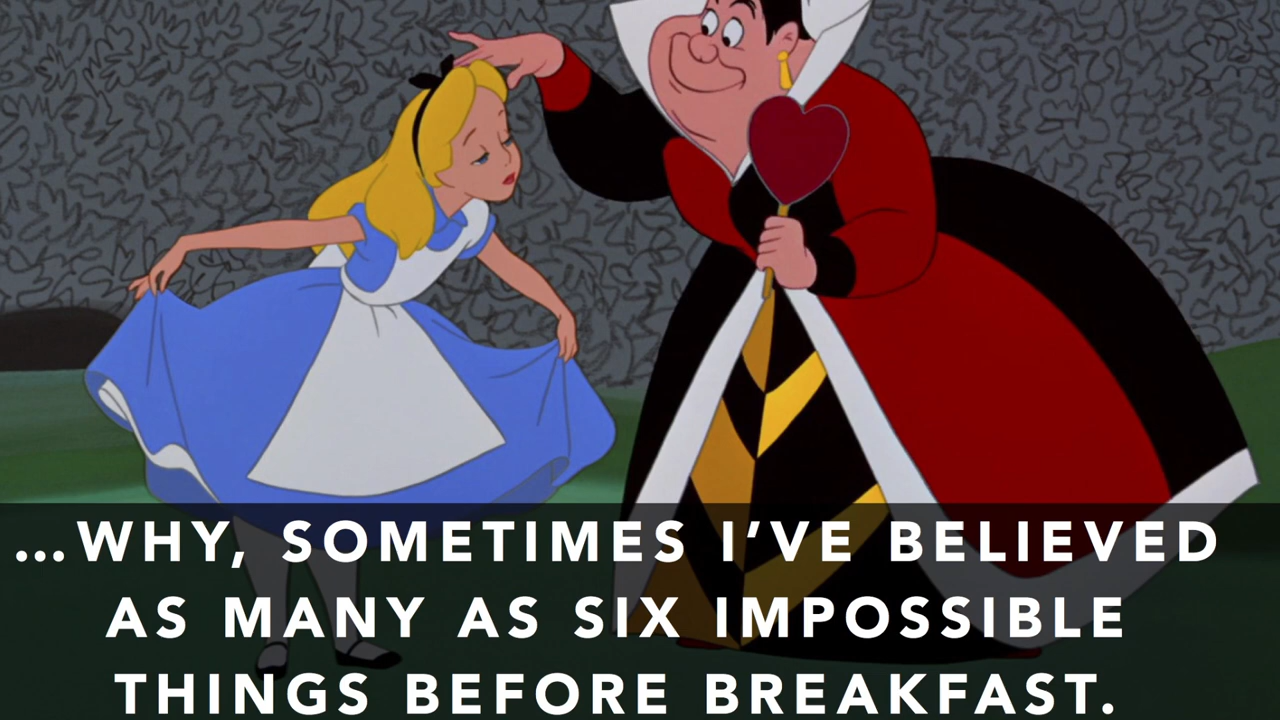 ...WHY, SOMETIMES I'VE BELIEVED
AS MANY AS SIX IMPOSSIBLE
THINGS BEFORE BREAKFAST.